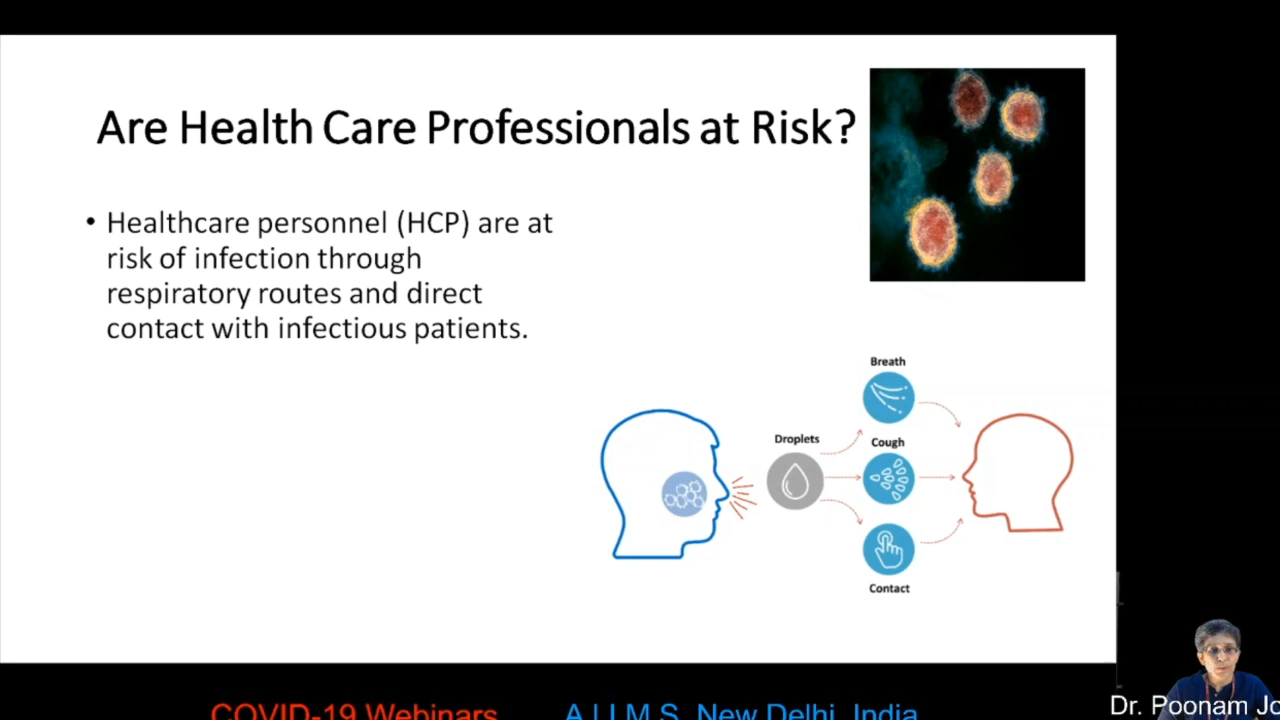 Are Health Care Professionals at Risk?
• Healthcare personnel (HCP) are at
risk of infection through
respiratory routes and direct
contact with infectious patients.
Breath
Droplets
Cough
Contact
Dr. Poonam Jo
COVID-19 Webinars A.I.I.M.S. New Delhi, India